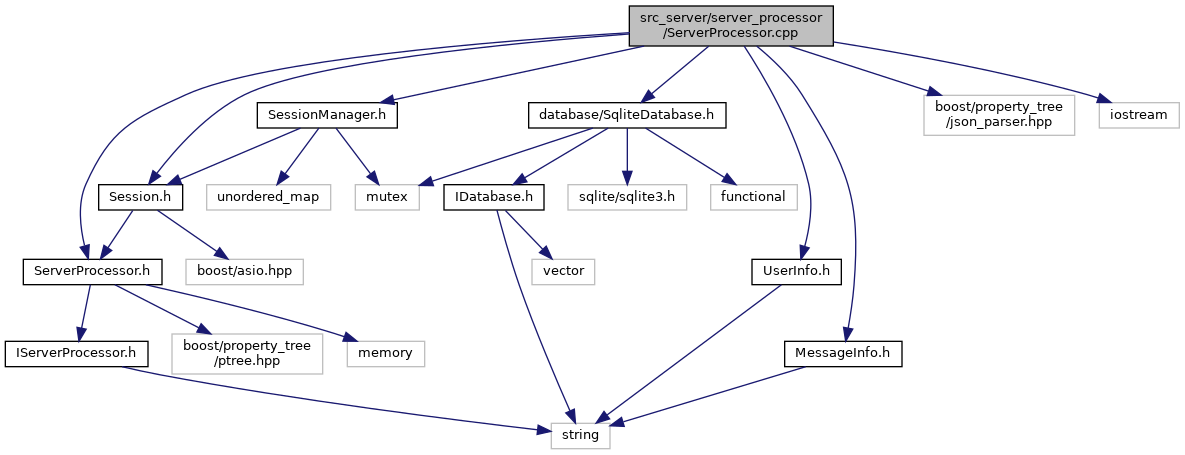 src_server/server_processor
/ServerProcessor.cpp
SessionManager.h
database/SqliteDatabase.h
boost/property_tree
/json_parser.hpp
iostream
Session.h
unordered_map
mutex
IDatabase.h
sqlite/sqlite3.h
functional
ServerProcessor.h
boost/asio.hpp
vector
UserInfo.h
IServerProcessor.h
boost/property_tree
/ptree.hpp
memory
MessageInfo.h
string